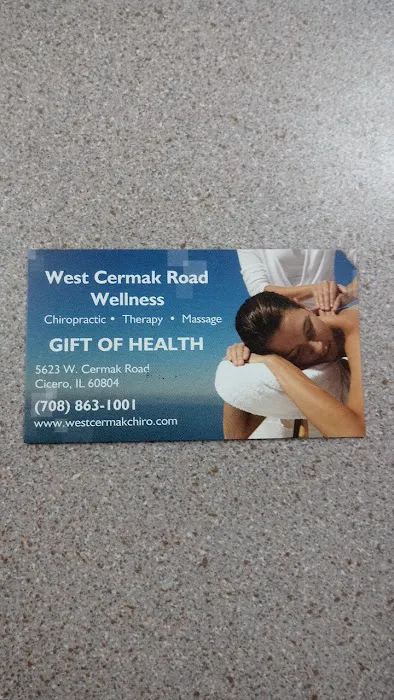 West Cermak Road
Wellness
Chiropractic • Therapy • Massage
GIFT OF HEALTH
5623 W. Cermak Road
Cicero, IL 60804
(708) 863-1001
www.westcermakchiro.com